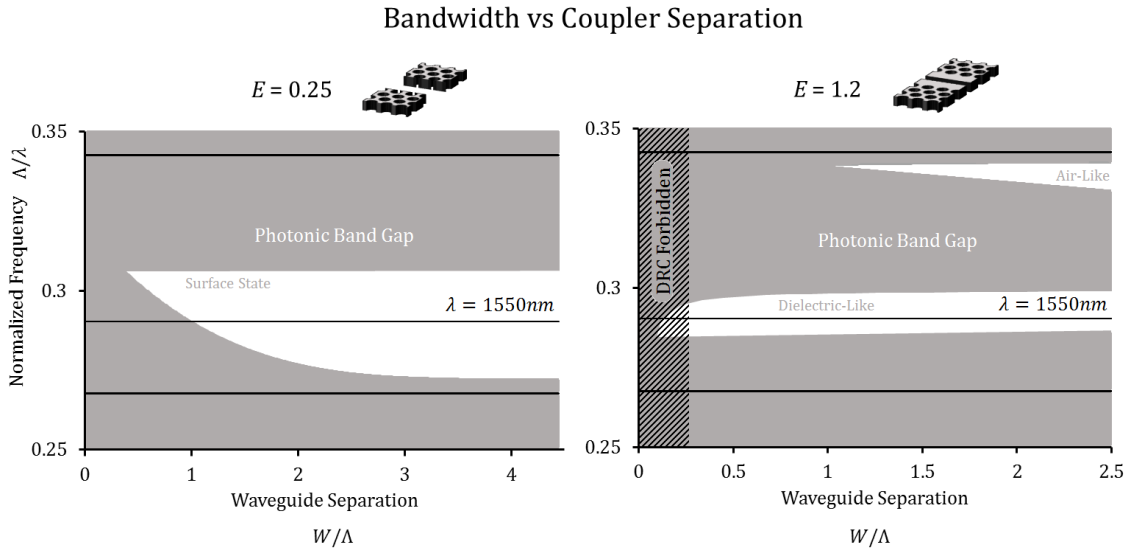 Bandwidth vs Coupler Separation
E = 0.25
E = 1.2
Normalized Frequency Λ/λ
0.35
0.3
0.25
Photonic Band Gap
Surface State
λ = 1550nm
0
1
2
3
4
Waveguide Separation
W/Λ
0.35
0.3
0.25
DRC Forbidden
Air-Like
Photonic Band Gap
Dielectric-Like
λ = 1550nm
0
0.5
1
1.5
2
2.5
Waveguide Separation
W/Λ